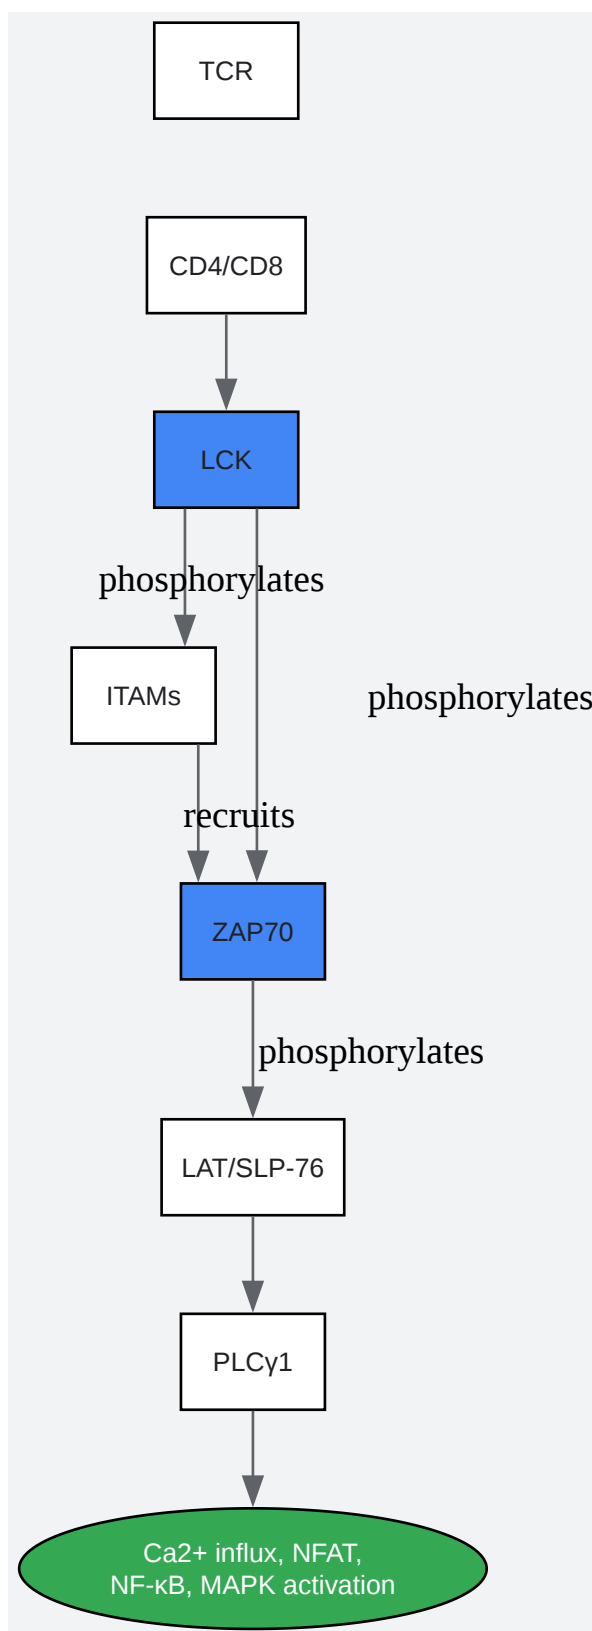 TCR
CD4/CD8
LCK
phosphorylates
ITAMs
phosphorylates
recruits
ZAP70
phosphorylates
LAT/SLP-76
PLCγ1
Ca2+ influx, NFAT,
NF-κB, MAPK activation